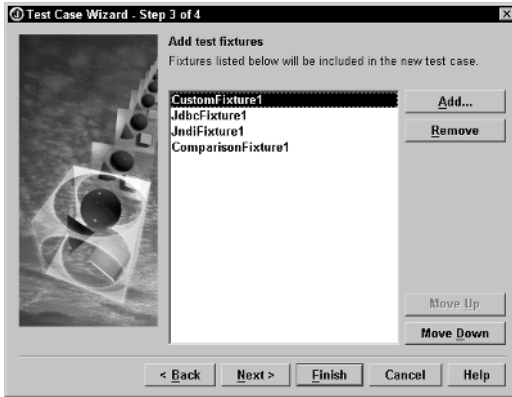 Test Case Wizard - Step 3 of 4
Add test fixtures
Fixtures listed below will be included in the new test case.
CustomFixture1
JdbcFixture1
JndiFixture1
ComparisonFixture1
Add...
Remove
Move Up
Move Down
< Back
Next >
Finish
Cancel
Help